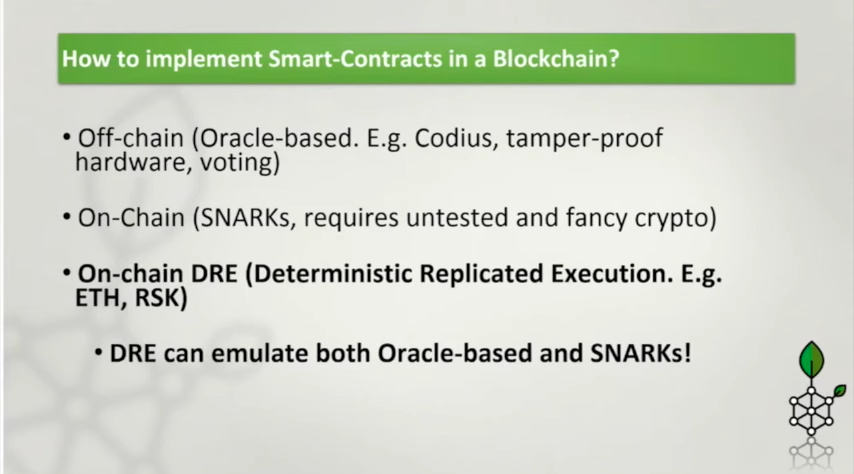 How to implement Smart-Contracts in a Blockchain?
• Off-chain (Oracle-based. E.g. Codius, tamper-proof
hardware, voting)
• On-Chain (SNARKs, requires untested and fancy crypto)
• On-chain DRE (Deterministic Replicated Execution. E.g.
ETH, RSK)
• DRE can emulate both Oracle-based and SNARKs!